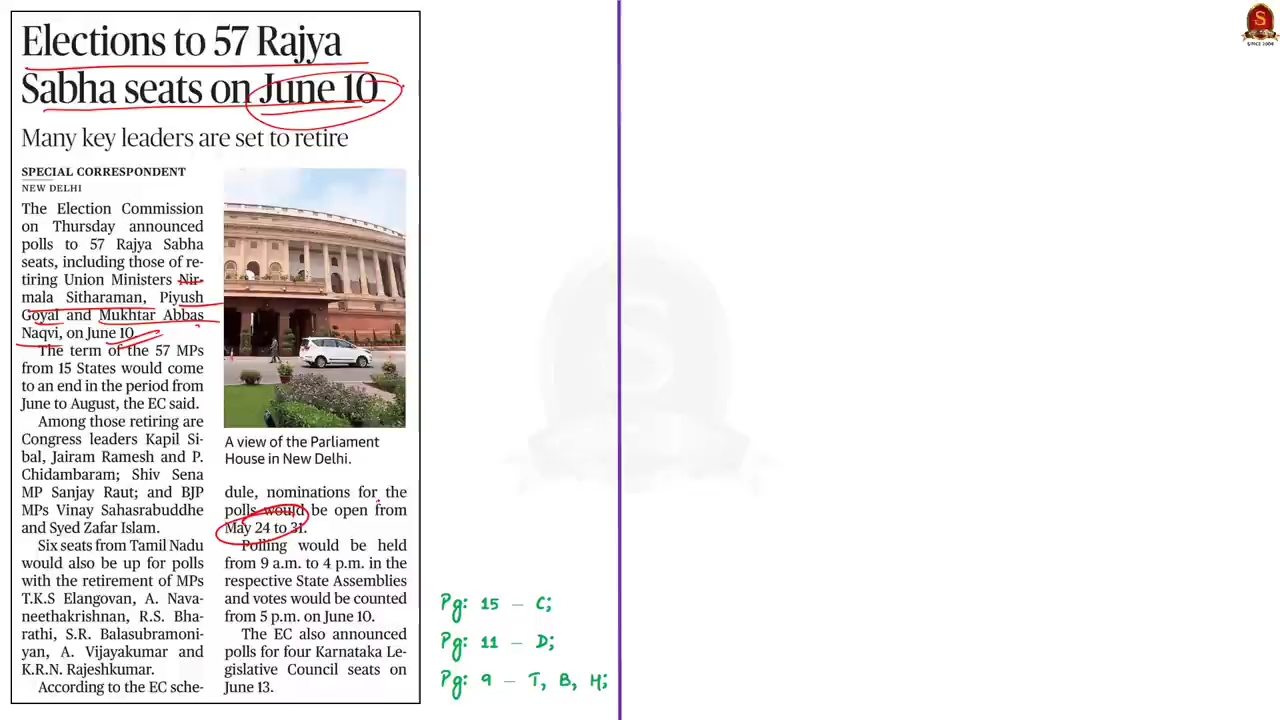 Elections to 57 Rajya
Sabha seats on June 10
Many key leaders are set to retire
SPECIAL CORRESPONDENT
NEW DELHI
The Election Commission
on Thursday announced
polls to 57 Rajya Sabha
seats, including those of re-
tiring Union Ministers Nir-
mala Sitharaman, Piyush
Goyal and Mukhtar Abbas
Naqvi, on June 10.
The term of the 57 MPs
from 15 States would come
to an end in the period from
June to August, the EC said.
Among those retiring are
Congress leaders Kapil Si-
bal, Jairam Ramesh and P.
Chidambaram; Shiv Sena
MP Sanjay Raut; and BJP
MPs Vinay Sahasrabuddhe
and Syed Zafar Islam.
Six seats from Tamil Nadu
would also be up for polls
with the retirement of MPs
T.K.S Elangovan, A. Nava-
neethakrishnan, R.S. Bha-
rathi, S.R. Balasubramoni-
yan, A. Vijayakumar and
K.R.N. Rajeshkumar.
According to the EC sche-
A view of the Parliament
House in New Delhi.
dule, nominations for the
polls would be open from
May 24 to 31.
Polling would be held
from 9 a.m. to 4 p.m. in the
respective State Assemblies
and votes would be counted
from 5 p.m. on June 10.
The EC also announced
polls for four Karnataka Le-
gislative Council seats on
June 13.
Pg: 15 - C;
Pg: 11 - D;
Pg: 9 - T, B, H;
S
SINCE 2004